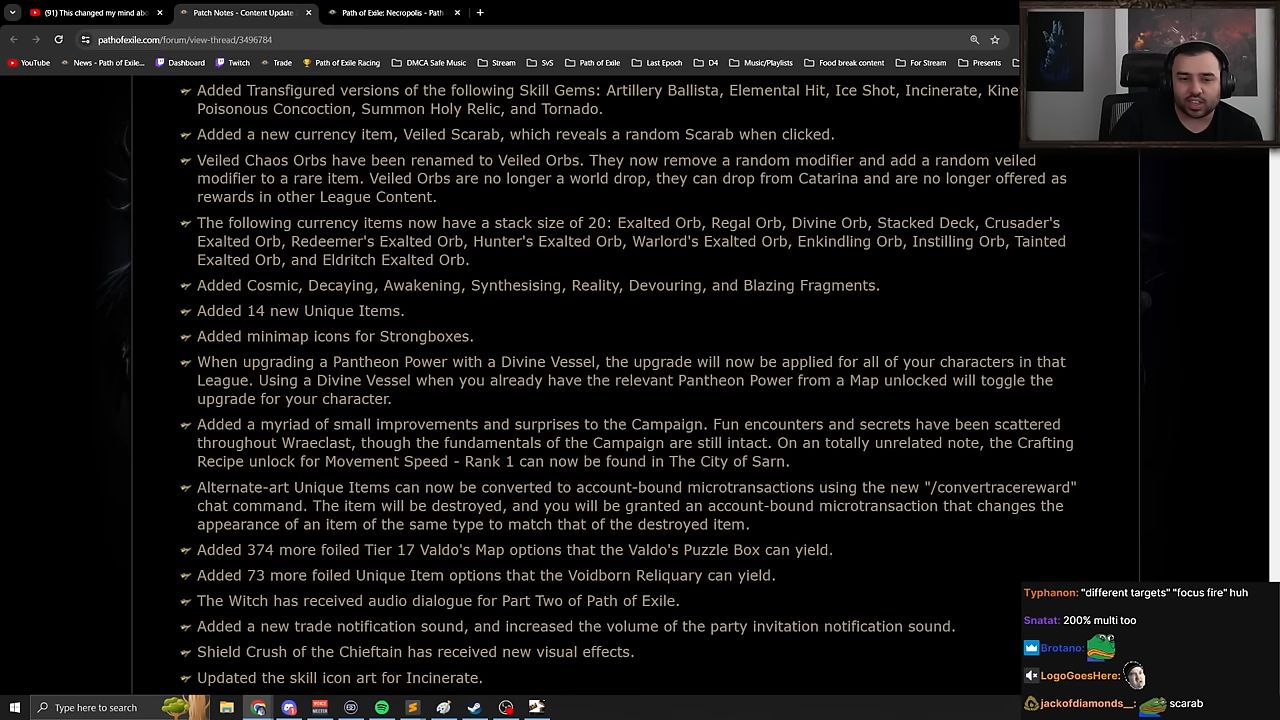 (91) This changed my mind abo
Patch Notes - Content Update
Path of Exile: Necropolis - Path
pathofexile.com/forum/view-thread/3496784
YouTube
News - Path of Exile...
Dashboard
Twitch
Trade
Path of Exile Racing
DMCA Safe Music
Stream
SvS
Path of Exile
Last Epoch
D4
Music/Playlists
Food break content
For Stream
Presents
Added Transfigured versions of the following Skill Gems: Artillery Ballista, Elemental Hit, Ice Shot, Incinerate, Kine
Poisonous Concoction, Summon Holy Relic, and Tornado.
Added a new currency item, Veiled Scarab, which reveals a random Scarab when clicked.
Veiled Chaos Orbs have been renamed to Veiled Orbs. They now remove a random modifier and add a random veiled
modifier to a rare item. Veiled Orbs are no longer a world drop, they can drop from Catarina and are no longer offered as
rewards in other League Content.
The following currency items now have a stack size of 20: Exalted Orb, Regal Orb, Divine Orb, Stacked Deck, Crusader's
Exalted Orb, Redeemer's Exalted Orb, Hunter's Exalted Orb, Warlord's Exalted Orb, Enkindling Orb, Instilling Orb, Tainted
Exalted Orb, and Eldritch Exalted Orb.
Added Cosmic, Decaying, Awakening, Synthesising, Reality, Devouring, and Blazing Fragments.
Added 14 new Unique Items.
Added minimap icons for Strongboxes.
When upgrading a Pantheon Power with a Divine Vessel, the upgrade will now be applied for all of your characters in that
League. Using a Divine Vessel when you already have the relevant Pantheon Power from a Map unlocked will toggle the
upgrade for your character.
Added a myriad of small improvements and surprises to the Campaign. Fun encounters and secrets have been scattered
throughout Wraeclast, though the fundamentals of the Campaign are still intact. On an totally unrelated note, the Crafting
Recipe unlock for Movement Speed - Rank 1 can now be found in The City of Sarn.
Alternate-art Unique Items can now be converted to account-bound microtransactions using the new "/convertracereward"
chat command. The item will be destroyed, and you will be granted an account-bound microtransaction that changes the
appearance of an item of the same type to match that of the destroyed item.
Added 374 more foiled Tier 17 Valdo's Map options that the Valdo's Puzzle Box can yield.
Added 73 more foiled Unique Item options that the Voidborn Reliquary can yield.
The Witch has received audio dialogue for Part Two of Path of Exile.
Added a new trade notification sound, and increased the volume of the party invitation notification sound.
Shield Crush of the Chieftain has received new visual effects.
Updated the skill icon art for Incinerate.
Typhanon: "different targets" "focus fire" huh
Snatat: 200% multi too
Brotano:
LogoGoesHere:
jackofdiamonds__: scarab
Type here to search